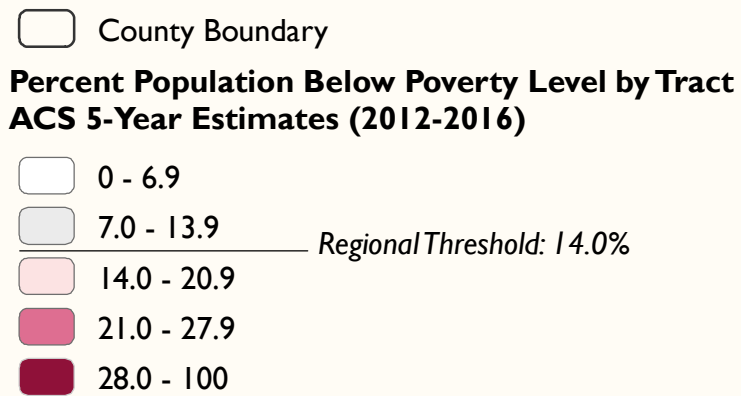 County Boundary
Percent Population Below Poverty Level by Tract
ACS 5-Year Estimates (2012-2016)
0 - 6.9
7.0 - 13.9
Regional Threshold: 14.0%
14.0 - 20.9
21.0 - 27.9
28.0 - 100